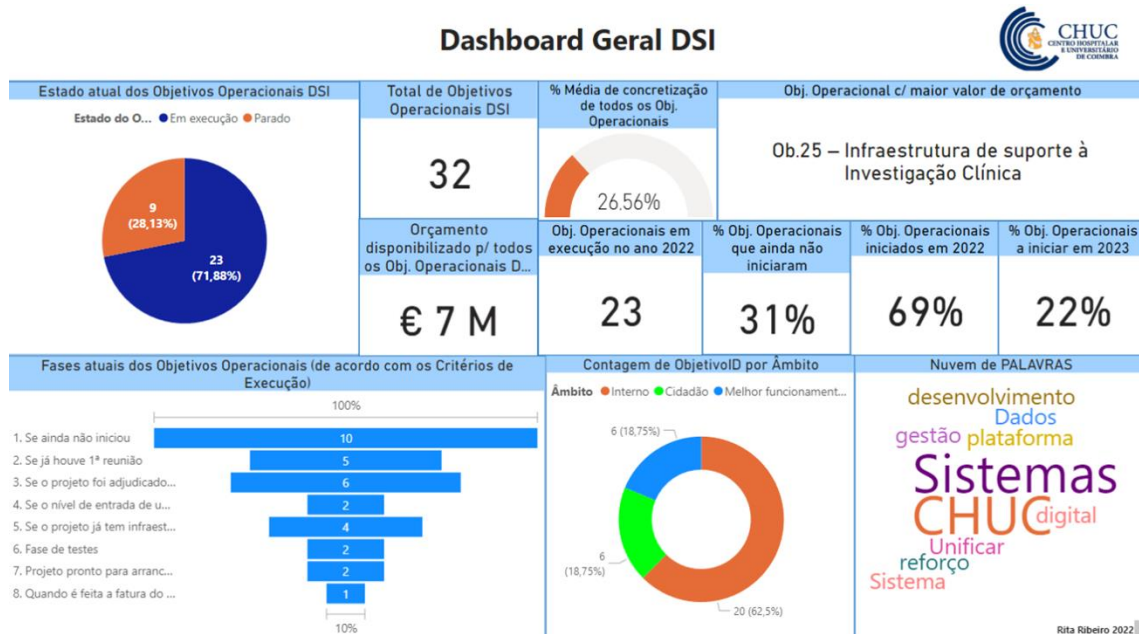 Dashboard Geral DSI
CHUC
CENTRO HOSPITALAR
E UNIVERSITÁRIO
DE COIMBRA
Estado atual dos Objetivos Operacionais DSI
Estado do O... Em execução Parado
9
(28,13%)
23
(71,88%)
Total de Objetivos
Operacionais DSI
32
% Média de concretização
de todos os Obj.
Operacionais
26,56%
Obj. Operacional c/ maior valor de orçamento
Ob.25 – Infraestrutura de suporte à
Investigação Clínica
Orçamento
disponibilizado p/ todos
os Obj. Operacionais D...
€ 7 M
Obj. Operacionais em
execução no ano 2022
23
% Obj. Operacionais
que ainda não
iniciaram
31%
% Obj. Operacionais
iniciados em 2022
69%
% Obj. Operacionais
a iniciar em 2023
22%
Fases atuais dos Objetivos Operacionais (de acordo com os Critérios de
Execução)
100%
1. Se ainda não iniciou 10
2. Se já houve 1ª reunião 5
3. Se o projeto foi adjudicado... 6
4. Se o nível de entrada de u... 2
5. Se o projeto já tem infraest... 4
6. Fase de testes 2
7. Projeto pronto para arranc... 2
8. Quando é feita a fatura do ... 1
10%
Contagem de ObjetivoID por Âmbito
Âmbito Interno Cidadão Melhor funcionament...
6 (18,75%)
6
(18,75%)
20 (62,5%)
Nuvem de PALAVRAS
desenvolvimento
Dados
gestão plataforma
Sistemas
CHUC digital
Unificar
reforço
Sistema
Rita Ribeiro 2022